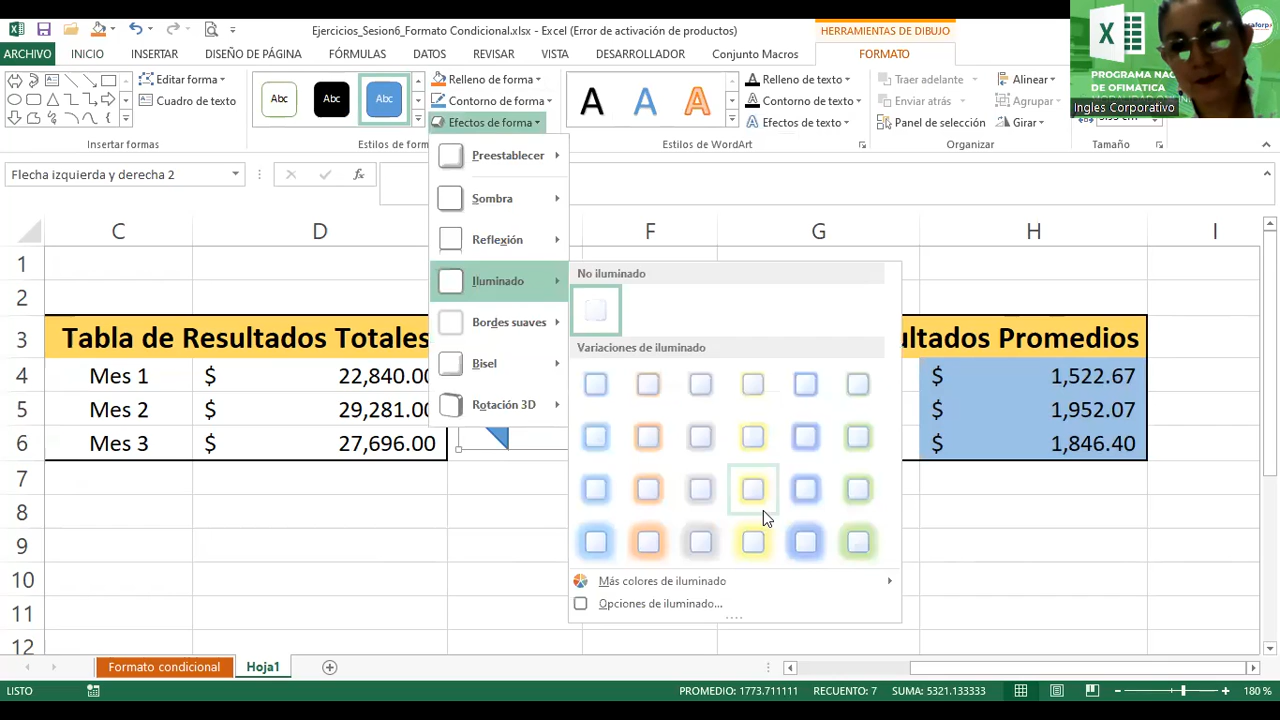 Ejercicios_Sesion6_Formato Condicional.xlsx - Excel (Error de activación de productos)
HERRAMIENTAS DE DIBUJO
ARCHIVO INICIO INSERTAR DISEÑO DE PÁGINA FÓRMULAS DATOS REVISAR VISTA DESARROLLADOR Conjunto Macros FORMATO
PROGRAMA NAC
DE OFIMATICA
Ingles Corporativo
Editar forma
Cuadro de texto
Insertar formas
Abc Abc Abc
Relleno de forma
Contorno de forma
Efectos de forma
Estilos de form
A A A
Relleno de texto
Contorno de texto
Efectos de texto
Estilos de WordArt
Traer adelante
Enviar atrás
Panel de selección
Alinear
Agrupar
Girar
Organizar
Tamaño
Flecha izquierda y derecha 2
fx
Preestablecer
Sombra
Reflexión
Iluminado
Bordes suaves
Bisel
Rotación 3D
No iluminado
Variaciones de iluminado
Más colores de iluminado
Opciones de iluminado...
C D F G H I
1
2
3 Tabla de Resultados Totales ultados Promedios
4 Mes 1 $ 22,840.00 $ 1,522.67
5 Mes 2 $ 29,281.00 $ 1,952.07
6 Mes 3 $ 27,696.00 $ 1,846.40
7
8
9
10
11
12
Formato condicional Hoja1
LISTO PROMEDIO: 1773.711111 RECUENTO: 7 SUMA: 5321.133333 180 %